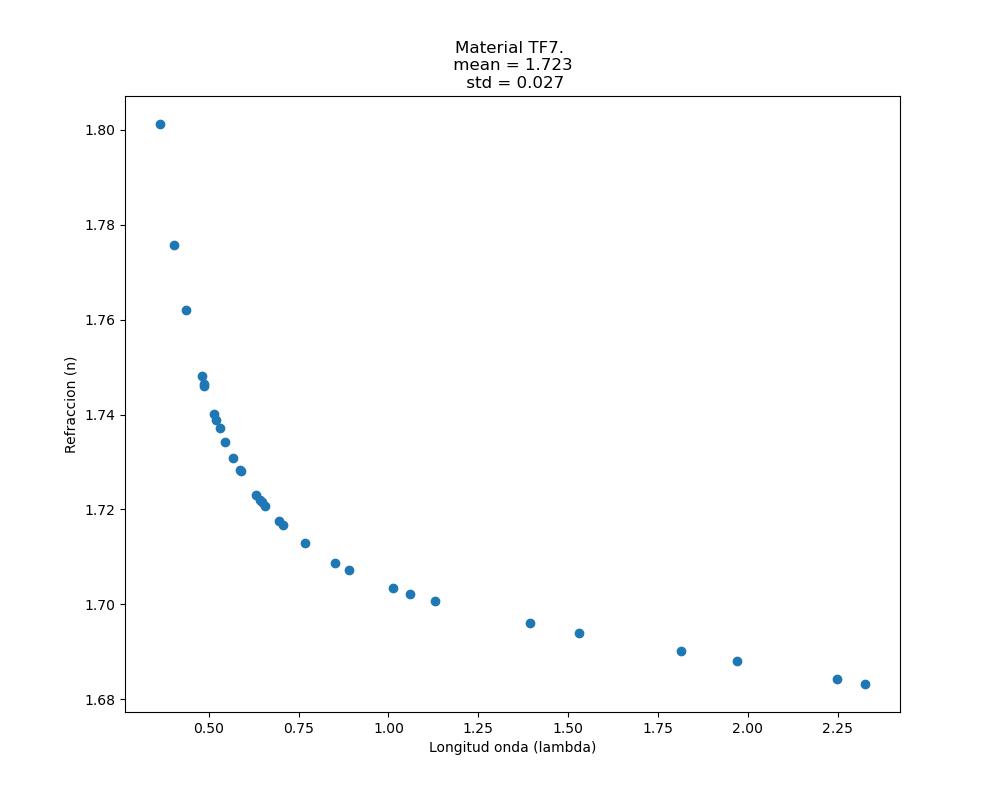 Material TF7.
mean = 1.723
std = 0.027
1.80
1.78
1.76
1.74
1.72
1.70
1.68
Refraccion (n)
0.50 0.75 1.00 1.25 1.50 1.75 2.00 2.25
Longitud onda (lambda)